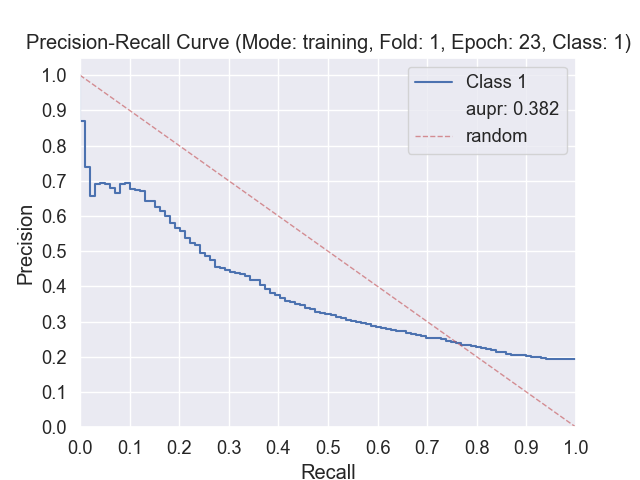 Precision-Recall Curve (Mode: training, Fold: 1, Epoch: 23, Class: 1)
Class 1
aupr: 0.382
random
1.0
0.9
0.8
0.7
0.6
0.5
0.4
0.3
0.2
0.1
0.0
Precision
0.0 0.1 0.2 0.3 0.4 0.5 0.6 0.7 0.8 0.9 1.0
Recall